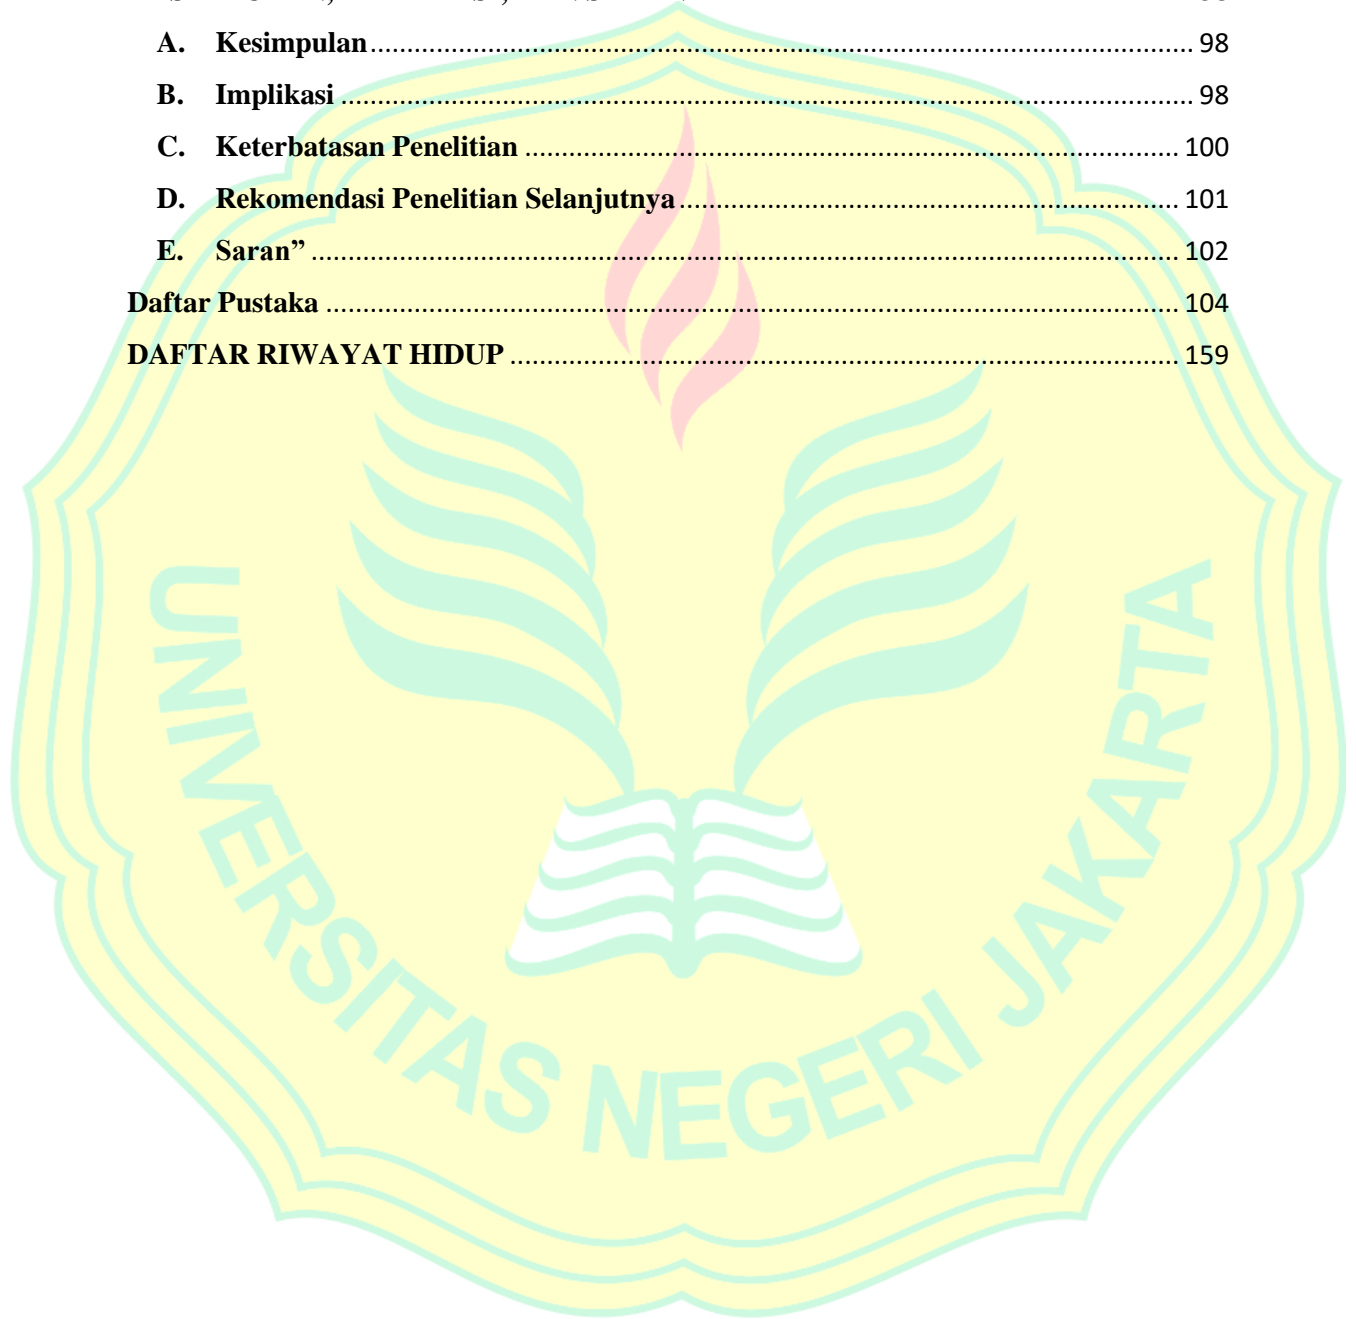 A. Kesimpulan ........................................................................................................... 98
B. Implikasi ............................................................................................................... 98
C. Keterbatasan Penelitian ..................................................................................... 100
D. Rekomendasi Penelitian Selanjutnya ................................................................. 101
E. Saran” ................................................................................................................. 102
Daftar Pustaka ............................................................................................................ 104
DAFTAR RIWAYAT HIDUP ...................................................................................... 159
UNIVERSITAS NEGERI JAKARTA